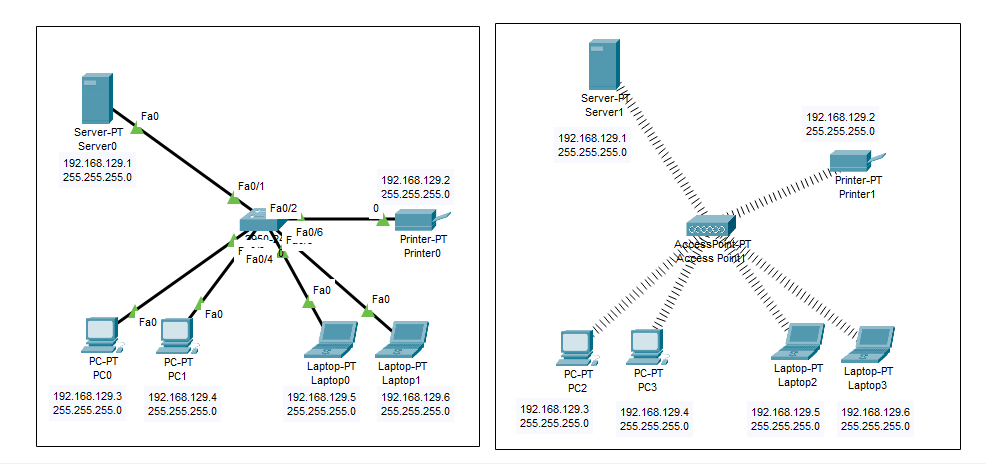 Fa0
Server-PT
Server0
192.168.129.1
255.255.255.0
Fa0/1
Fa0/2
192.168.129.2
255.255.255.0
0
Fa0/6
Printer-PT
Printer0
Fa0/4
Fa0
Fa0
Fa0
Fa0
PC-PT
PC0
PC-PT
PC1
Laptop-PT
Laptop0
Laptop-PT
Laptop1
192.168.129.3
255.255.255.0
192.168.129.4
255.255.255.0
192.168.129.5
255.255.255.0
192.168.129.6
255.255.255.0
Server-PT
Server1
192.168.129.1
255.255.255.0
192.168.129.2
255.255.255.0
Printer-PT
Printer1
AccessPoint-PT
Access Point1
PC-PT
PC2
PC-PT
PC3
Laptop-PT
Laptop2
Laptop-PT
Laptop3
192.168.129.3
255.255.255.0
192.168.129.4
255.255.255.0
192.168.129.5
255.255.255.0
192.168.129.6
255.255.255.0